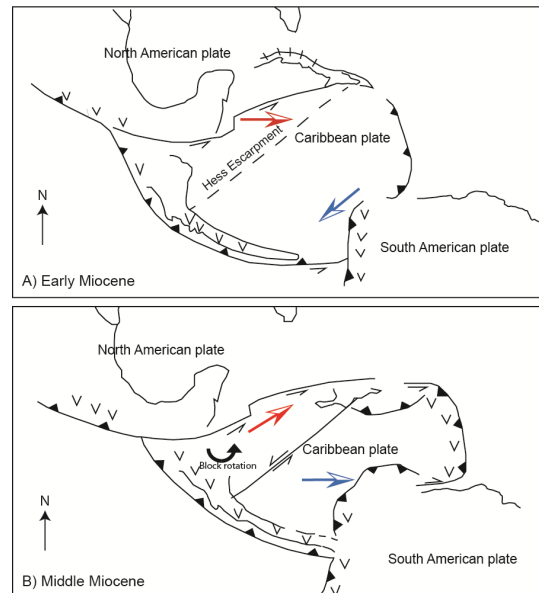 North American plate
Hess Escarpment
Caribbean plate
N
South American plate
A) Early Miocene
North American plate
Block rotation
Caribbean plate
N
South American plate
B) Middle Miocene